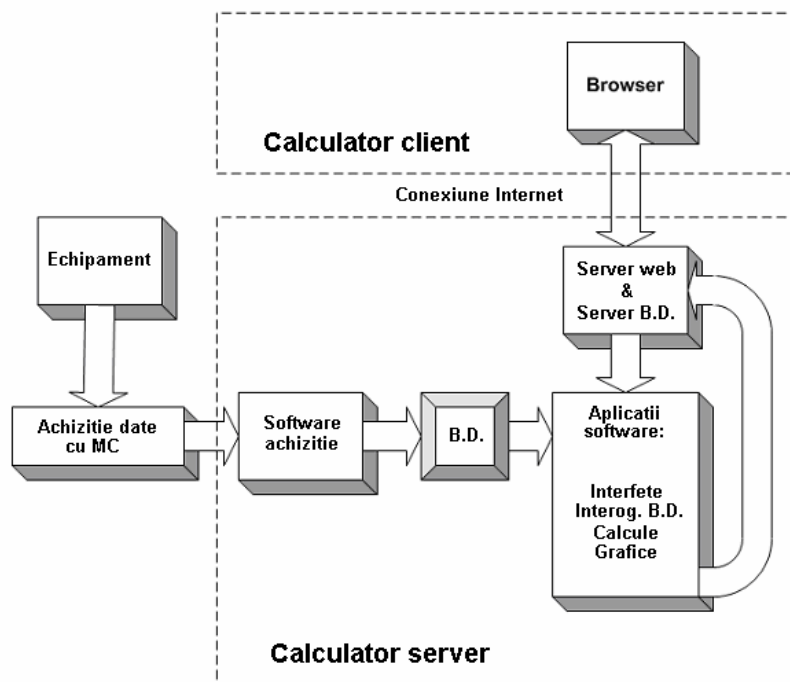 Browser
Calculator client
Conexiune Internet
Echipament
Server web
&
Server B.D.
Achizitie date
cu MC
Software
achizitie
B.D.
Aplicatii
software:
Interfete
Interog. B.D.
Calcule
Grafice
Calculator server